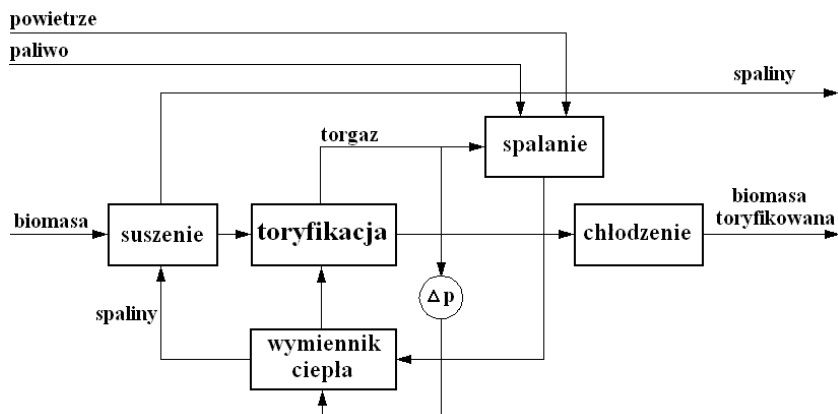 powietrze
paliwo
spaliny
torgaz
spalanie
biomasa
suszenie
toryfikacja
chłodzenie
biomasa
toryfikowana
Δp
spaliny
wymiennik
ciepła